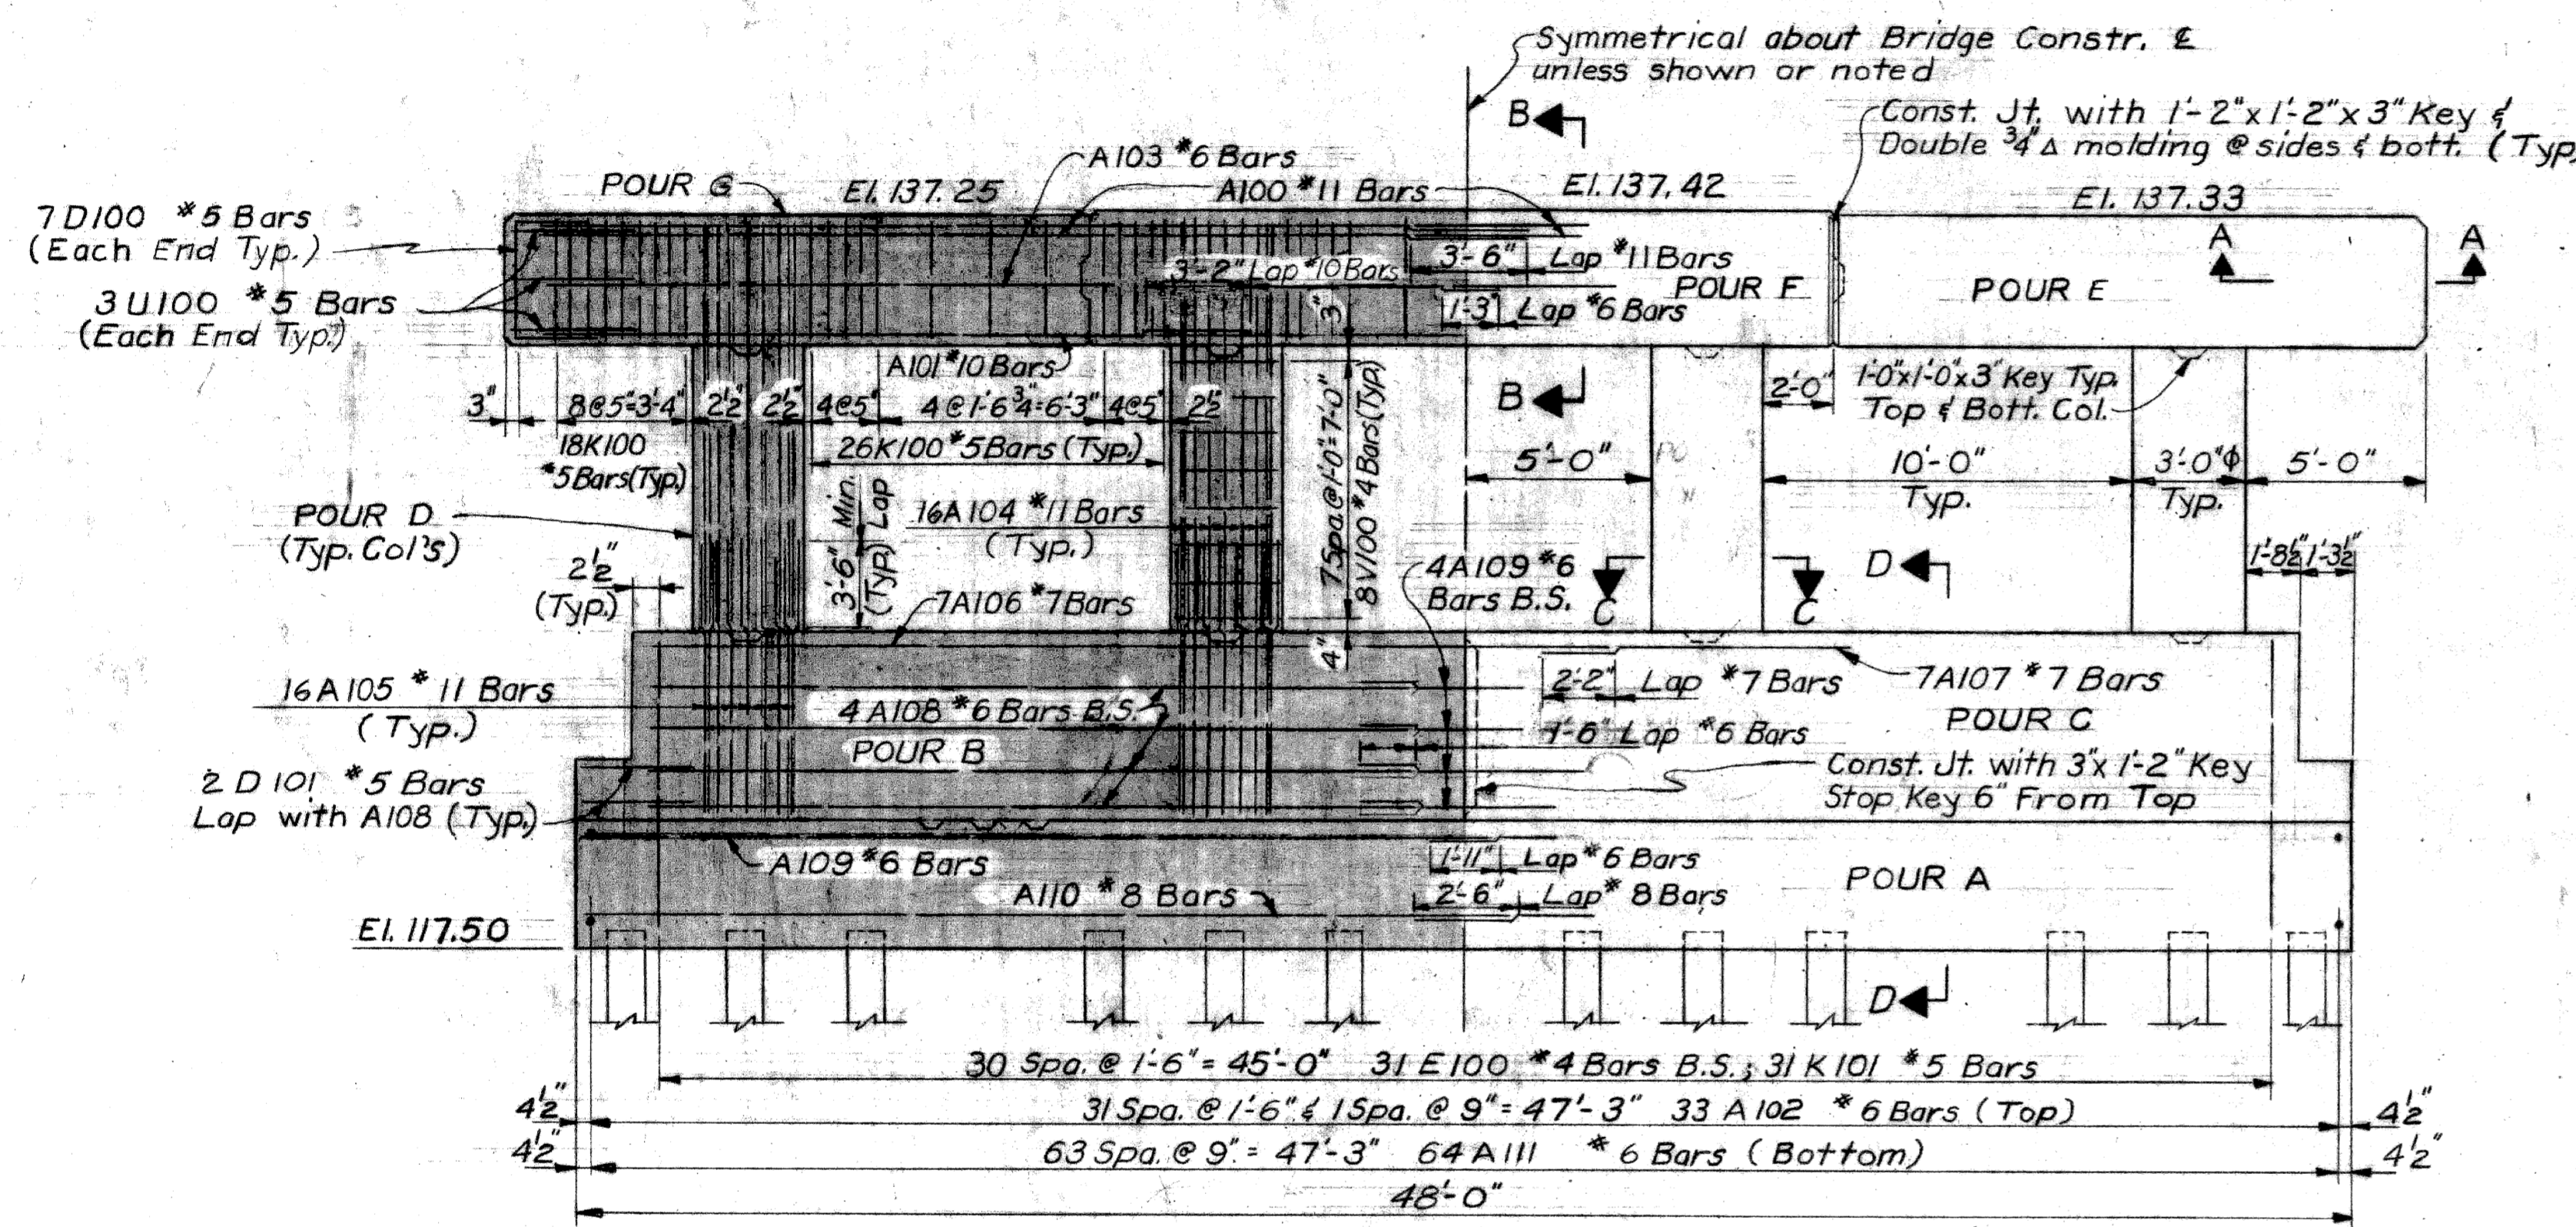 Symmetrical about Bridge Constr. ℄
unless shown or noted
B
Const. Jt. with 1'-2"x1'-2"x3" Key &
Double 3/4" Δ molding @ sides & bott. (Typ
A103 #6 Bars
POUR G
El. 137.25
A100 #11 Bars
El. 137.42
El. 137.33
7 D100 #5 Bars
(Each End Typ.)
A
A
3'-6" Lap #11 Bars
3'-2" Lap #10 Bars
POUR F
POUR E
3 U100 #5 Bars
(Each End Typ.)
1'-3" Lap #6 Bars
3"
A101 #10 Bars
3"
8@5"=3'-4"
2½"
2½"
4@5"
4@1'-6¾"=6'-3"
4@5"
2½"
B
2'-0"
1'-0"x1'-0"x3" Key Typ.
Top & Bott. Col.
18K100
#5 Bars (Typ.)
26K100 #5 Bars (Typ.)
7 Spa @ 1'-0"=7'-0"
8V100 #4 Bars (Typ)
5'-0"
10'-0"
Typ.
3'-0"ϕ
Typ.
5'-0"
POUR D
(Typ. Col's)
3'-6" Min.
(Typ) Lap
16A104 #11 Bars
(Typ.)
1'-8½"
1'-3½"
2½"
(Typ.)
4A109 #6
Bars B.S.
C
C
D
7A106 #7 Bars
4"
16A105 #11 Bars
(Typ.)
4 A108 #6 Bars B.S.
2'-2" Lap #7 Bars
7A107 #7 Bars
POUR C
POUR B
1'-6" Lap #6 Bars
Const. Jt. with 3"x1'-2" Key
Stop Key 6" From Top
2 D 101 #5 Bars
Lap with A108 (Typ.)
A109 #6 Bars
1'-11" Lap #6 Bars
A110 #8 Bars
2'-6" Lap #8 Bars
POUR A
El. 117.50
D
30 Spa. @ 1'-6" = 45'-0" 31 E100 #4 Bars B.S.; 31 K101 #5 Bars
4½"
31 Spa. @ 1'-6" & 1 Spa. @ 9" = 47'-3" 33 A102 #6 Bars (Top)
4½"
4½"
63 Spa. @ 9" = 47'-3" 64 A111 #6 Bars (Bottom)
4½"
48'-0"